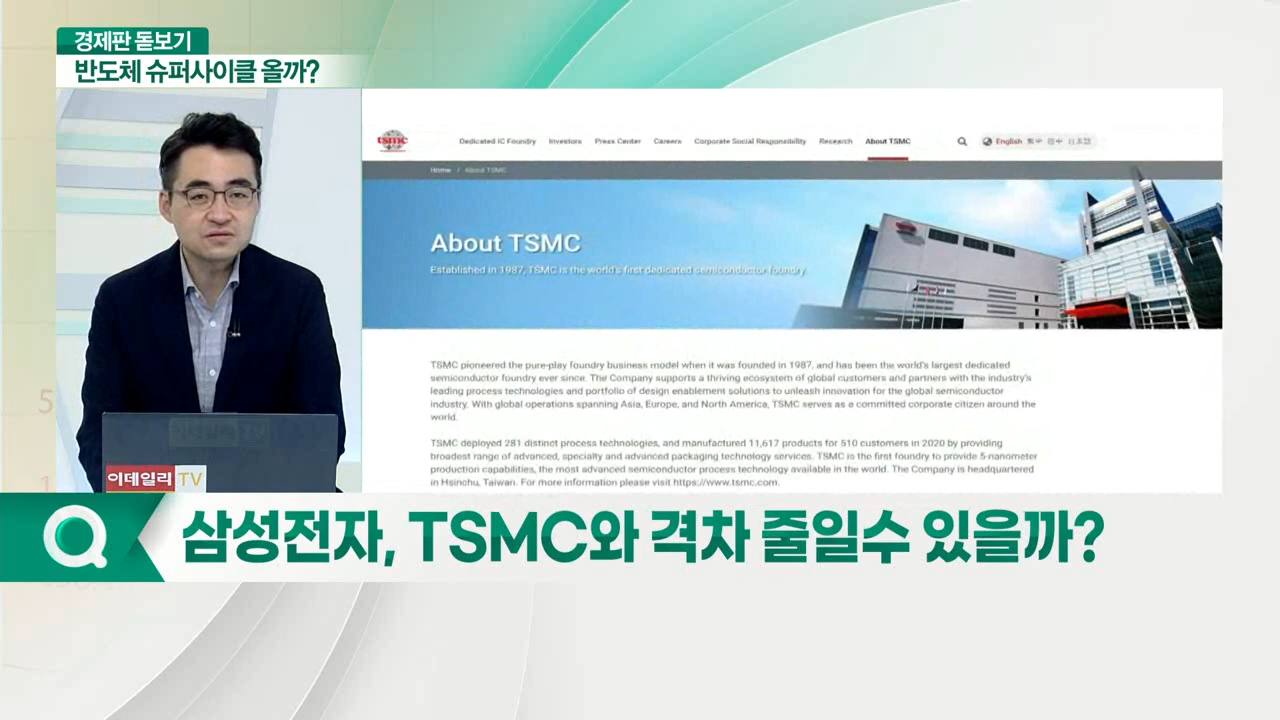 경제판 돋보기
반도체 슈퍼사이클 올까?
tsmc
Dedicated IC Foundry Investors Press Center Careers Corporate Social Responsibility Research About TSMC English 繁中 简中 日本語
Home / About TSMC
About TSMC
Established in 1987, TSMC is the world's first dedicated semiconductor foundry.
TSMC pioneered the pure-play foundry business model when it was founded in 1987, and has been the world's largest dedicated
semiconductor foundry ever since. The Company supports a thriving ecosystem of global customers and partners with the industry's
leading process technologies and portfolio of design enablement solutions to unleash innovation for the global semiconductor
industry. With global operations spanning Asia, Europe, and North America, TSMC serves as a committed corporate citizen around the
world.
TSMC deployed 281 distinct process technologies, and manufactured 11,617 products for 510 customers in 2020 by providing
broadest range of advanced, specialty and advanced packaging technology services. TSMC is the first foundry to provide 5-nanometer
production capabilities, the most advanced semiconductor process technology available in the world. The Company is headquartered
in Hsinchu, Taiwan. For more information please visit https://www.tsmc.com.
5
1
이데일리 TV
Q 삼성전자, TSMC와 격차 줄일수 있을까?